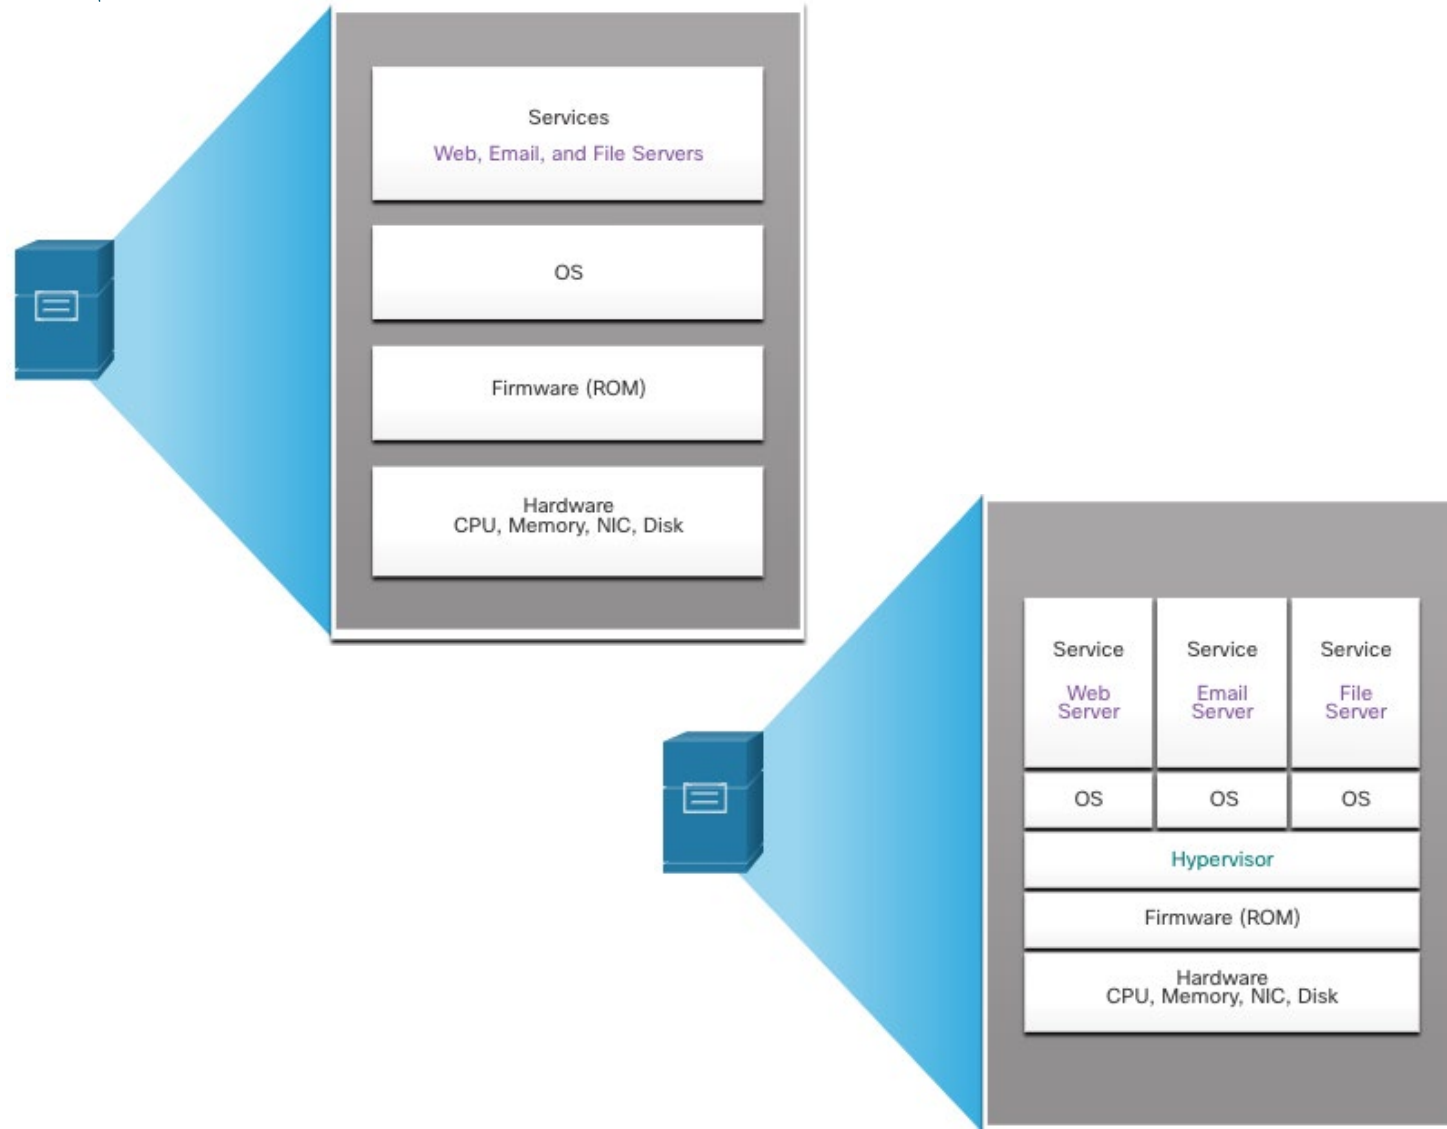 Services
Web, Email, and File Servers
OS
Firmware (ROM)
Hardware
CPU, Memory, NIC, Disk
Service
Web
Server
Service
Email
Server
Service
File
Server
OS
OS
OS
Hypervisor
Firmware (ROM)
Hardware
CPU, Memory, NIC, Disk